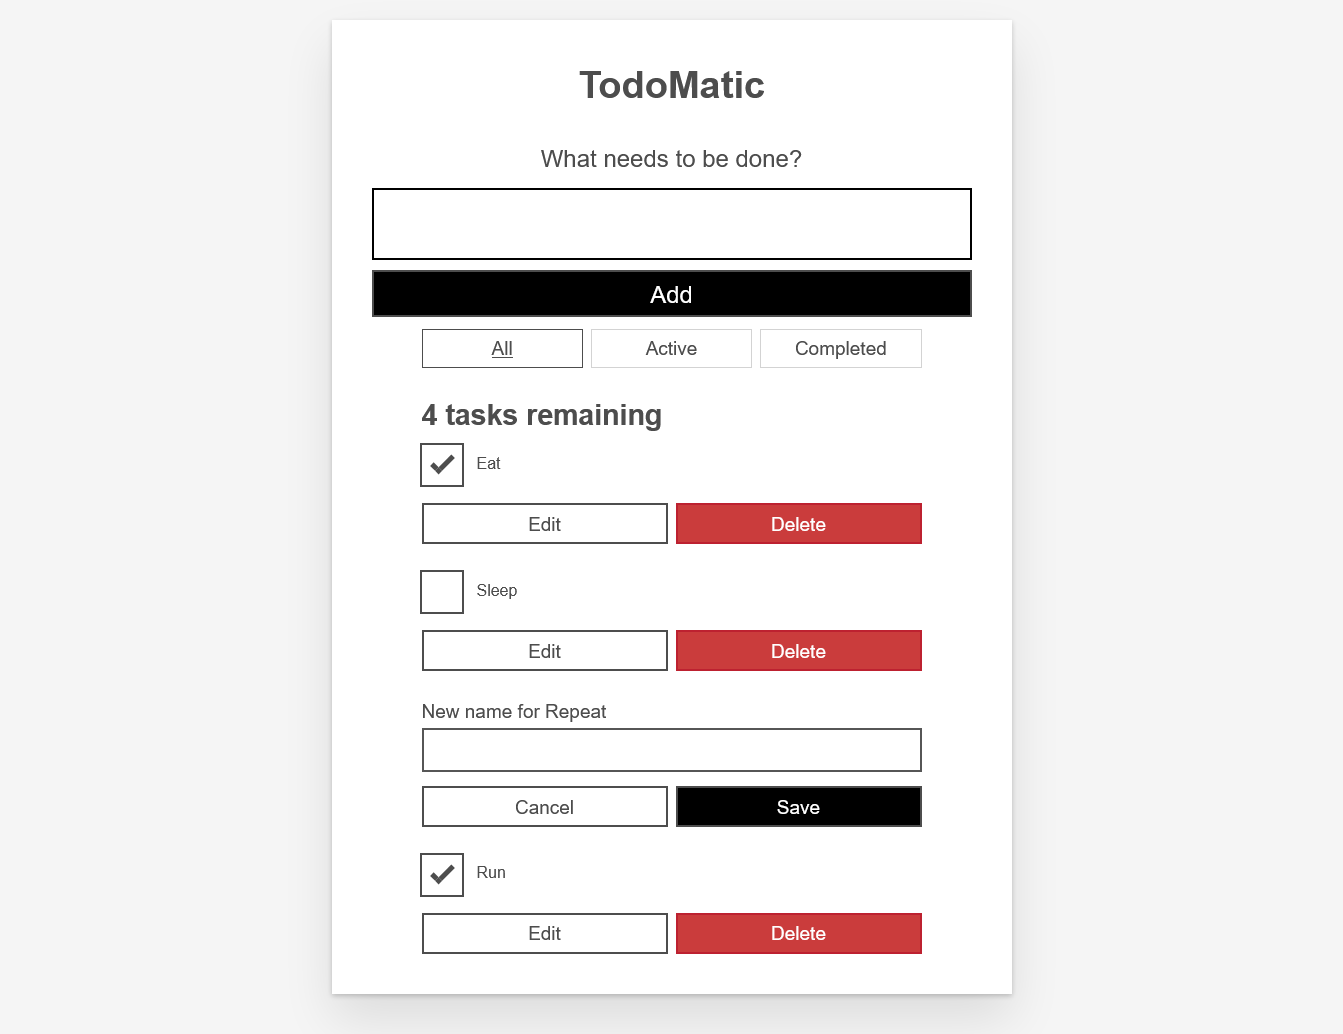 TodoMatic
What needs to be done?
Add
All Active Completed
4 tasks remaining
Eat
Edit Delete
Sleep
Edit Delete
New name for Repeat
Cancel Save
Run
Edit Delete